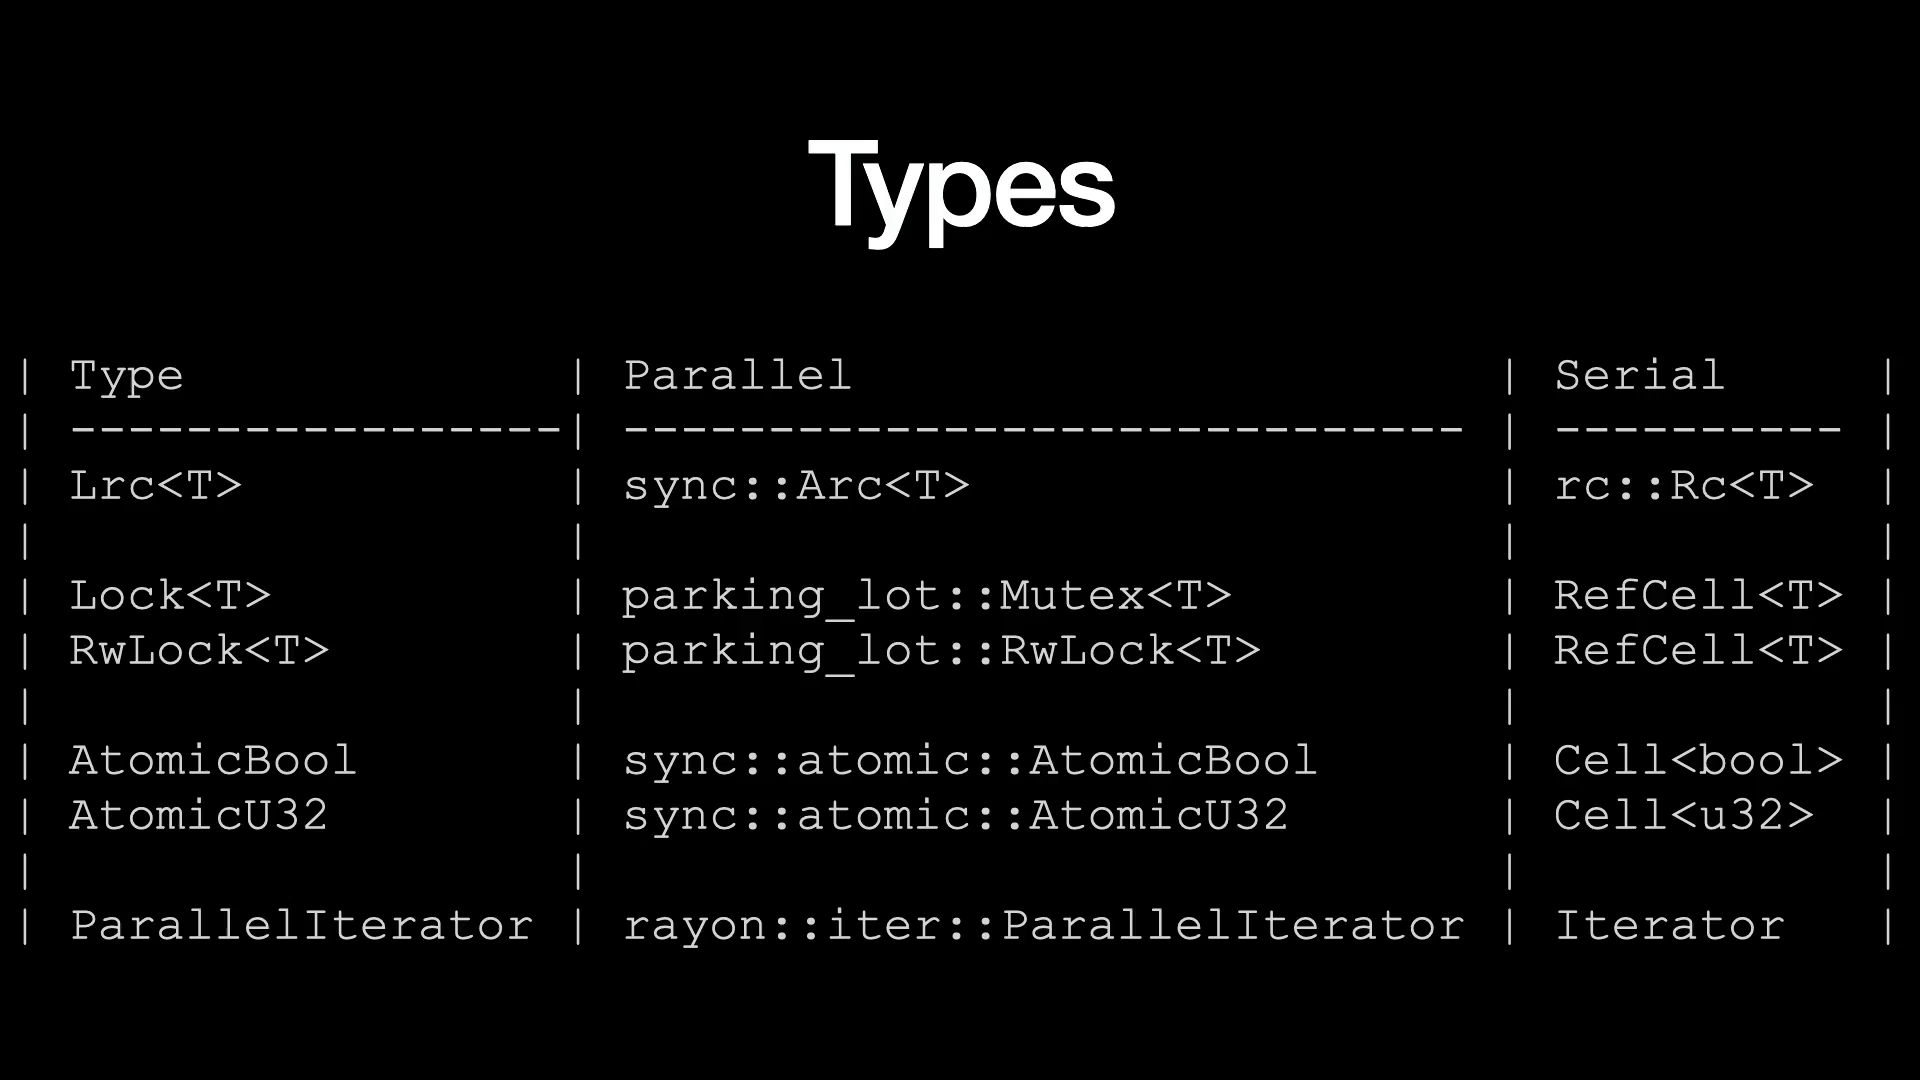 Types
| Type | Parallel | Serial |
| -----------------| ----------------------------- | ---------- |
| Lrc<T> | sync::Arc<T> | rc::Rc<T> |
| | | |
| Lock<T> | parking_lot::Mutex<T> | RefCell<T> |
| RwLock<T> | parking_lot::RwLock<T> | RefCell<T> |
| | | |
| AtomicBool | sync::atomic::AtomicBool | Cell<bool> |
| AtomicU32 | sync::atomic::AtomicU32 | Cell<u32> |
| | | |
| ParallelIterator | rayon::iter::ParallelIterator | Iterator |